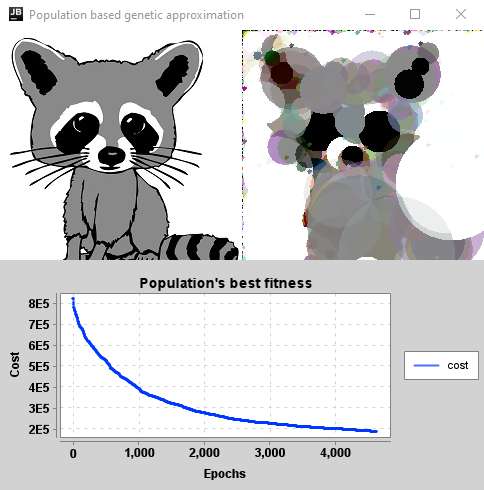 JB Population based genetic approximation
Population's best fitness
8E5
7E5
6E5
5E5
4E5
3E5
2E5
Cost
0 1,000 2,000 3,000 4,000
Epochs
cost